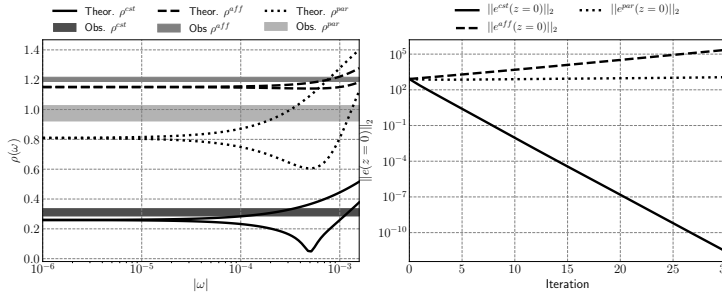 Theor. ρ^cst
Theor. ρ^aff
Theor. ρ^par
Obs. ρ^cst
Obs ρ^aff
Obs. ρ^par
1.4
1.2
1.0
0.8
0.6
0.4
0.2
0.0
ρ(ω)
10^−6
10^−5
10^−4
10^−3
|ω|
||e^cst(z = 0)||_2
||e^par(z = 0)||_2
||e^aff(z = 0)||_2
10^5
10^2
10^−1
10^−4
10^−7
10^−10
||e(z = 0)||_2
0
5
10
15
20
25
30
Iteration